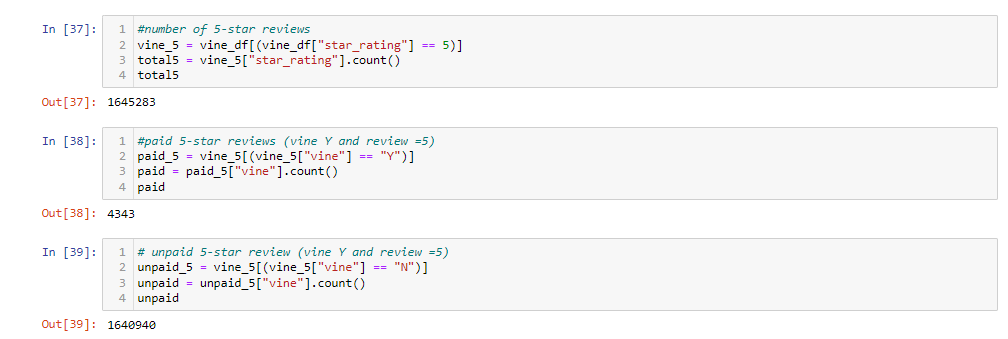 In [37]:
1 #number of 5-star reviews
2 vine_5 = vine_df[(vine_df["star_rating"] == 5)]
3 total5 = vine_5["star_rating"].count()
4 total5
Out[37]: 1645283
In [38]:
1 #paid 5-star reviews (vine Y and review =5)
2 paid_5 = vine_5[(vine_5["vine"] == "Y")]
3 paid = paid_5["vine"].count()
4 paid
Out[38]: 4343
In [39]:
1 # unpaid 5-star review (vine Y and review =5)
2 unpaid_5 = vine_5[(vine_5["vine"] == "N")]
3 unpaid = unpaid_5["vine"].count()
4 unpaid
Out[39]: 1640940